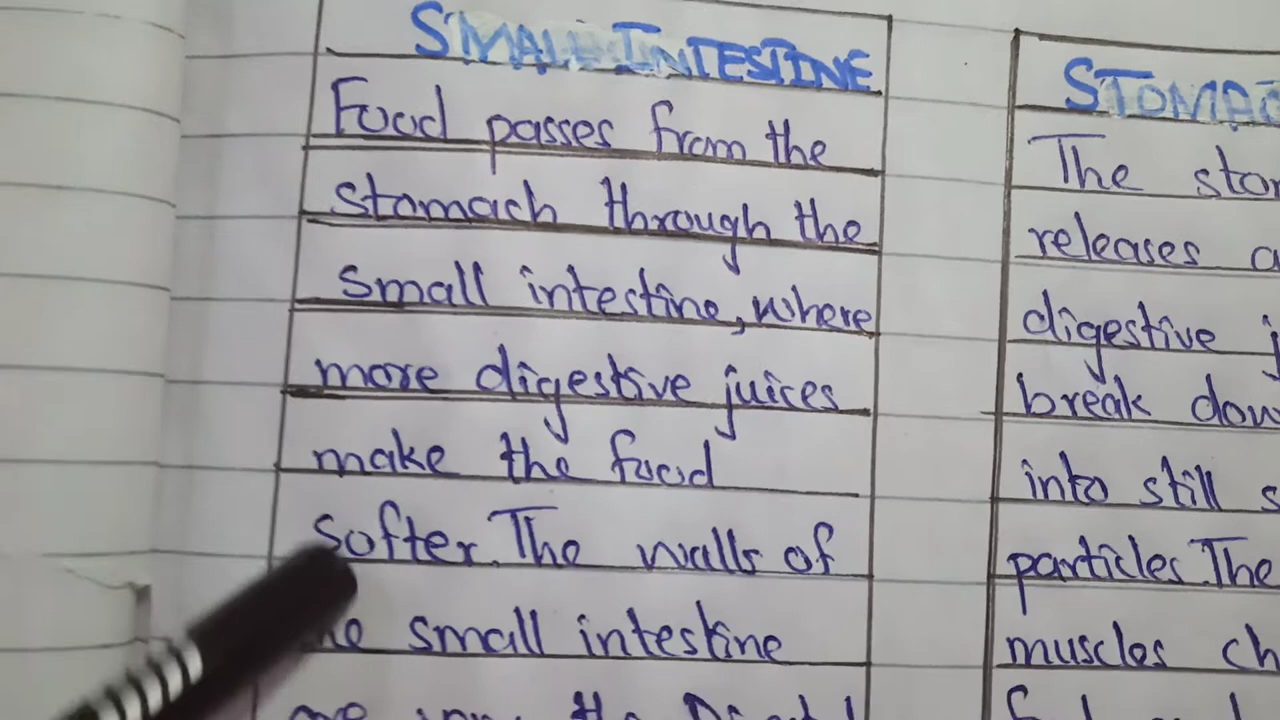 SMALL INTESTINE
Food passes from the
stomach through the
small intestine, where
more digestive juices
make the food
softer. The walls of
small intestine
STOMAC
The sto
releases a
digestive j
break dow
into still s
particles. The
muscles ch